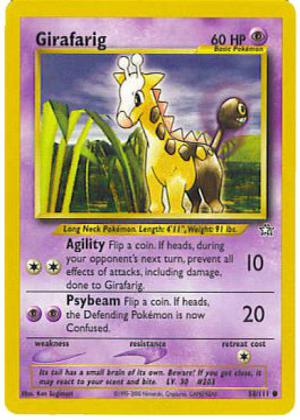 Girafarig
60 HP
Basic Pokémon
Long Neck Pokémon. Length: 4'11", Weight: 91 lbs.
Agility Flip a coin. If heads, during
your opponent's next turn, prevent all
effects of attacks, including damage,
done to Girafarig.
10
Psybeam Flip a coin. If heads,
the Defending Pokémon is now
Confused.
20
weakness
resistance
retreat cost
Its tail has a small brain of its own. Beware! If you get close, it
may react to your scent and bite. LV. 30 #203
Illus. Ken Sugimori
©1995-2000 Nintendo, Creatures, GAMEFREAK.